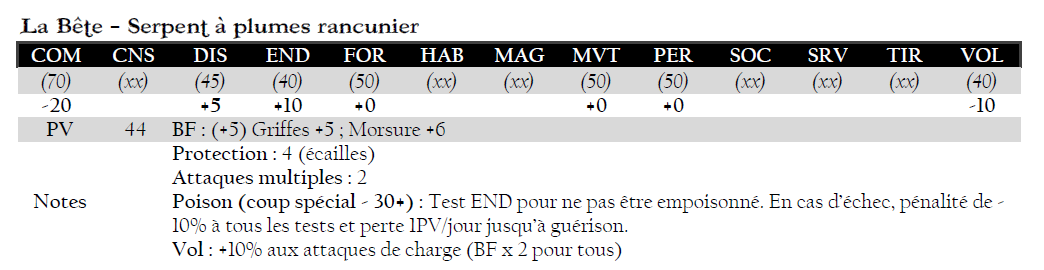 La Bête – Serpent à plumes rancunier
COM CNS DIS END FOR HAB MAG MVT PER SOC SRV TIR VOL
(70) (xx) (45) (40) (50) (xx) (xx) (50) (50) (xx) (xx) (xx) (40)
-20 +5 +10 +0 +0 +0 -10
PV 44 BF : (+5) Griffes +5 ; Morsure +6
Protection : 4 (écailles)
Attaques multiples : 2
Notes Poison (coup spécial - 30+) : Test END pour ne pas être empoisonné. En cas d'échec, pénalité de -
10% à tous les tests et perte 1PV/jour jusqu'à guérison.
Vol : +10% aux attaques de charge (BF x 2 pour tous)